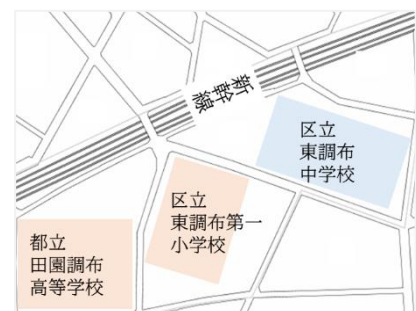 新幹線
区立
東調布
中学校
区立
東調布第一
小学校
都立
田園調布
高等学校